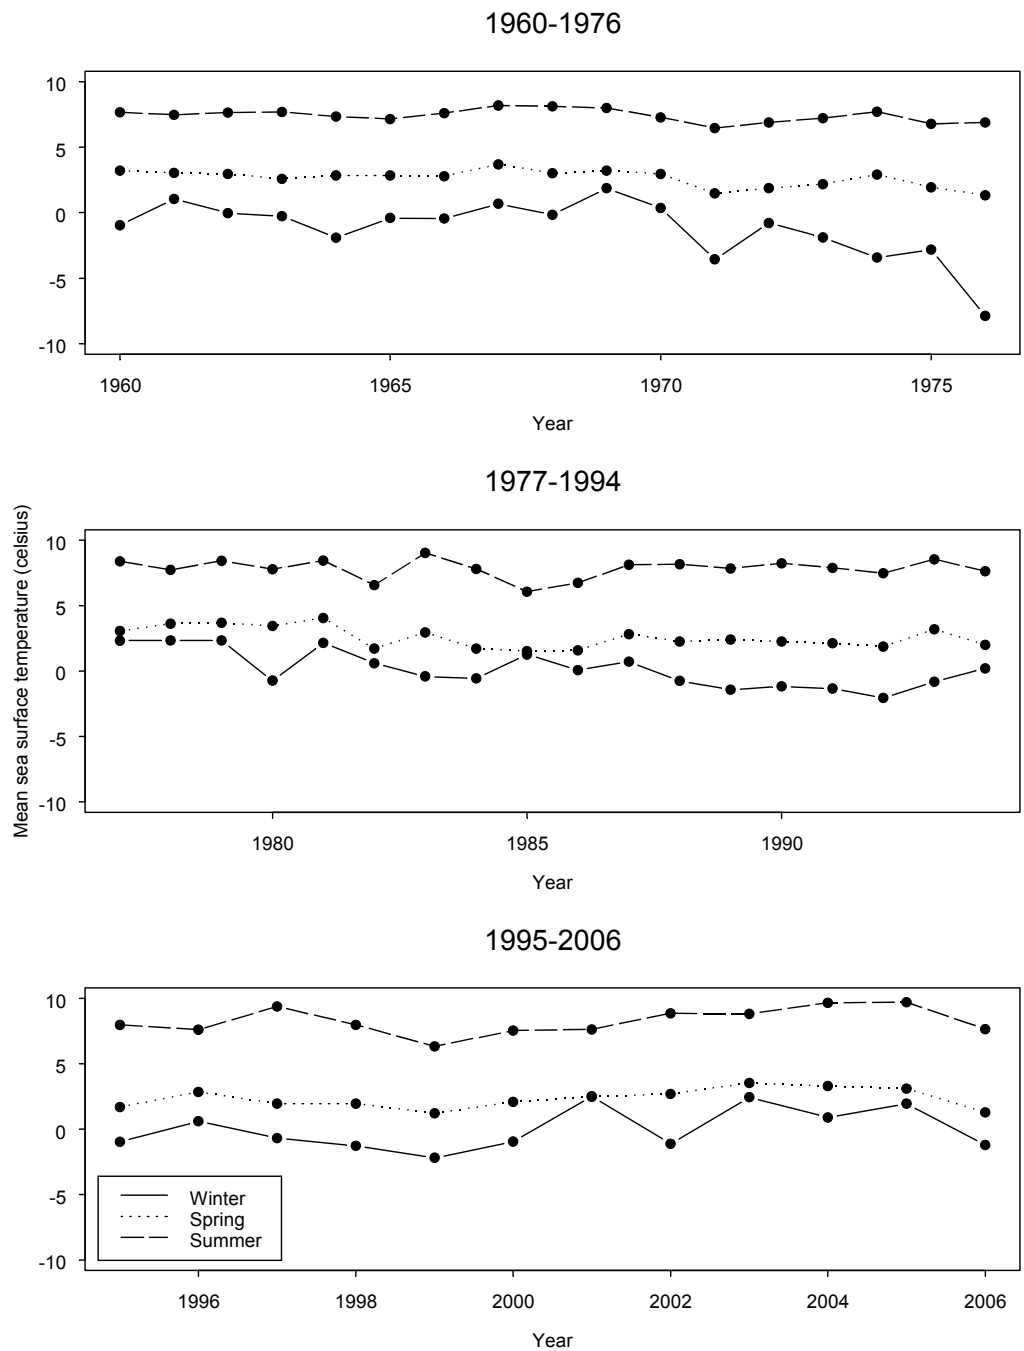 1960-1976
10
5
0
-5
-10
1960 1965 1970 1975
Year
1977-1994
Mean sea surface temperature (celsius)
10
5
0
-5
-10
1980 1985 1990
Year
1995-2006
10
5
0
-5
-10
Winter
Spring
Summer
1996 1998 2000 2002 2004 2006
Year